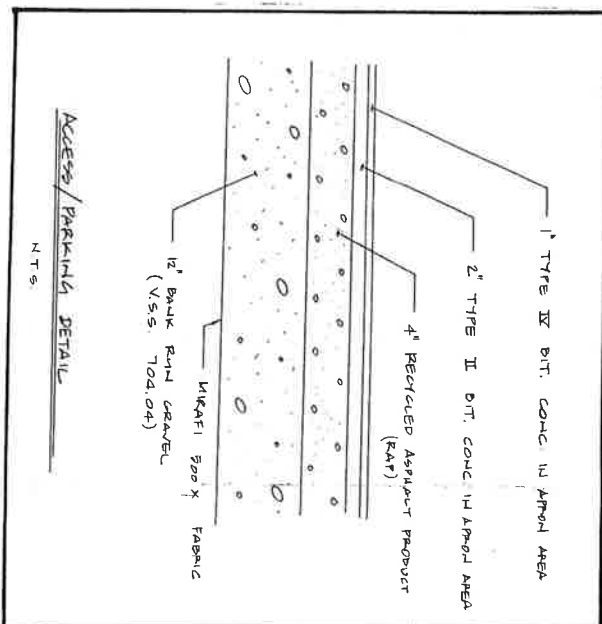 1" TYPE IV BIT. CONC. IN APRON AREA
2" TYPE II BIT. CONC. IN APRON AREA
4" RECYCLED ASPHALT PRODUCT
(RAP)
MIRAFI 500 X FABRIC
12" BANK RUN GRAVEL
(V.S.S. 704.04)
ACCESS/PARKING DETAIL
N.T.S.